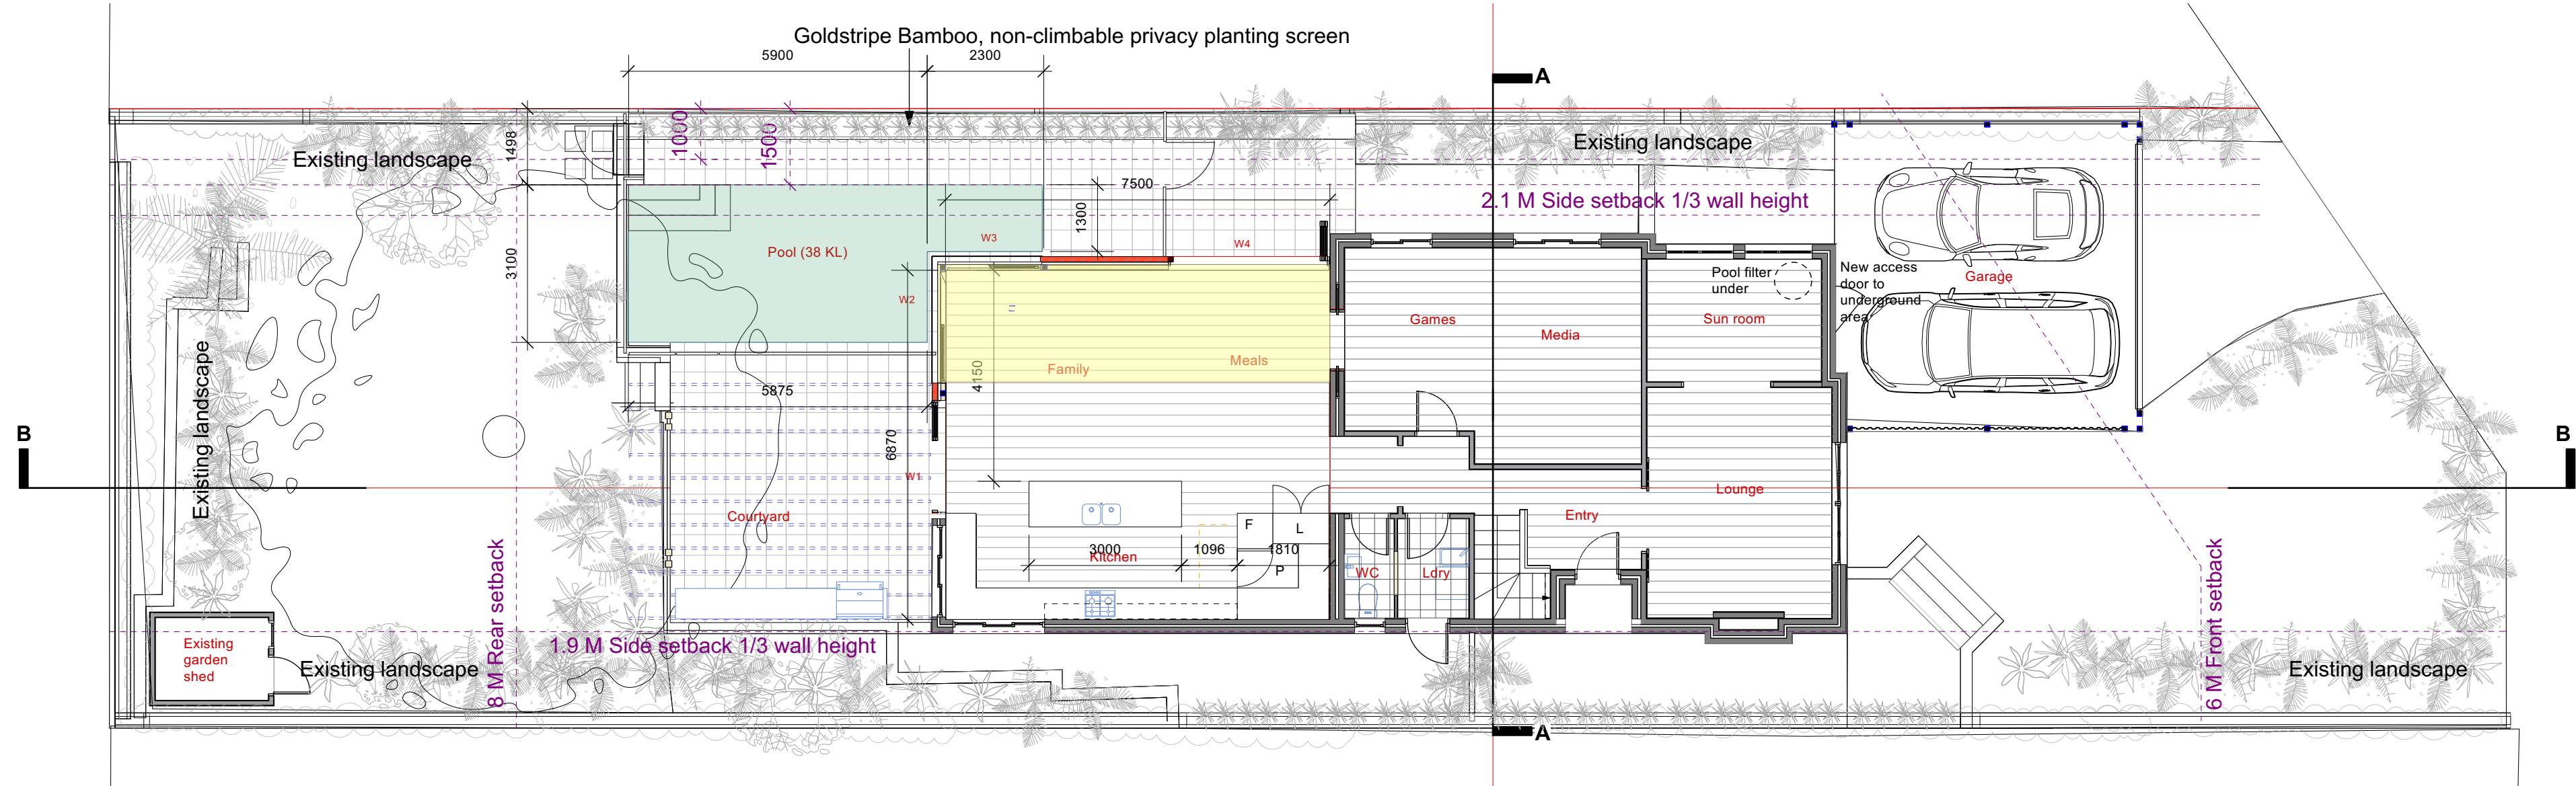 Goldstripe Bamboo, non-climbable privacy planting screen
5900
2300
A
1000
1500
1498
Existing landscape
Existing landscape
7500
2.1 M Side setback 1/3 wall height
1300
3100
Pool (38 KL)
W3
W4
W2
Pool filter
under
New access
door to
underground
area
Garage
Games
Media
Sun room
Family
Meals
4150
5875
6870
Existing landscape
B
B
W1
Courtyard
Lounge
Entry
F
L
3000
1096
1810
Kitchen
P
WC
Ldry
8 M Rear setback
6 M Front setback
1.9 M Side setback 1/3 wall height
Existing
garden
shed
Existing landscape
Existing landscape
A